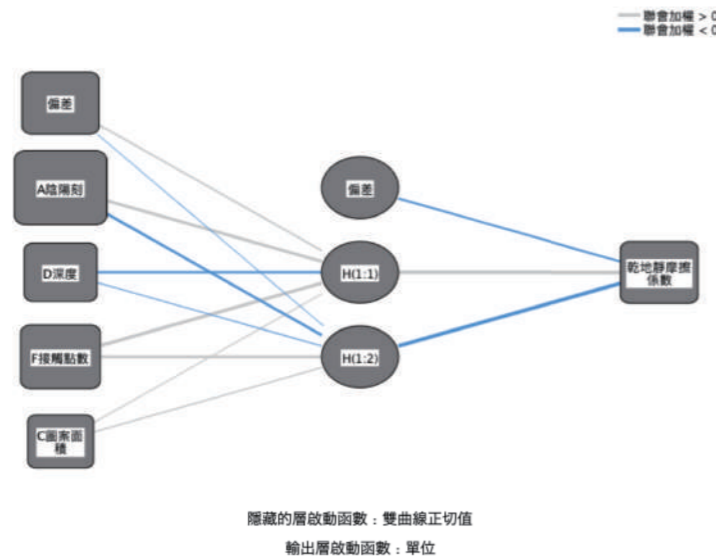 聯會加權 > 0
聯會加權 < 0
偏差
A陰陽刻
偏差
D深度
H(1:1)
乾地靜摩擦
係數
F接觸點數
H(1:2)
C圖案面
積
隱藏的層啟動函數：雙曲線正切值
輸出層啟動函數：單位